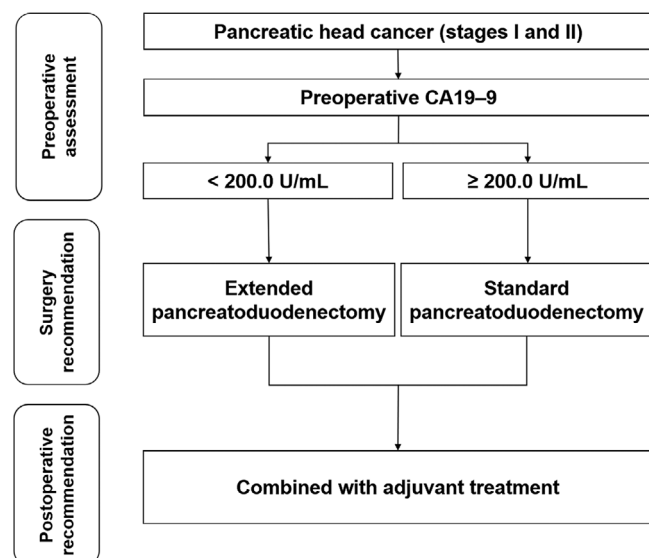 Preoperative
assessment
Pancreatic head cancer (stages I and II)
Preoperative CA19–9
< 200.0 U/mL
≥ 200.0 U/mL
Surgery
recommendation
Extended
pancreatoduodenectomy
Standard
pancreatoduodenectomy
Postoperative
recommendation
Combined with adjuvant treatment